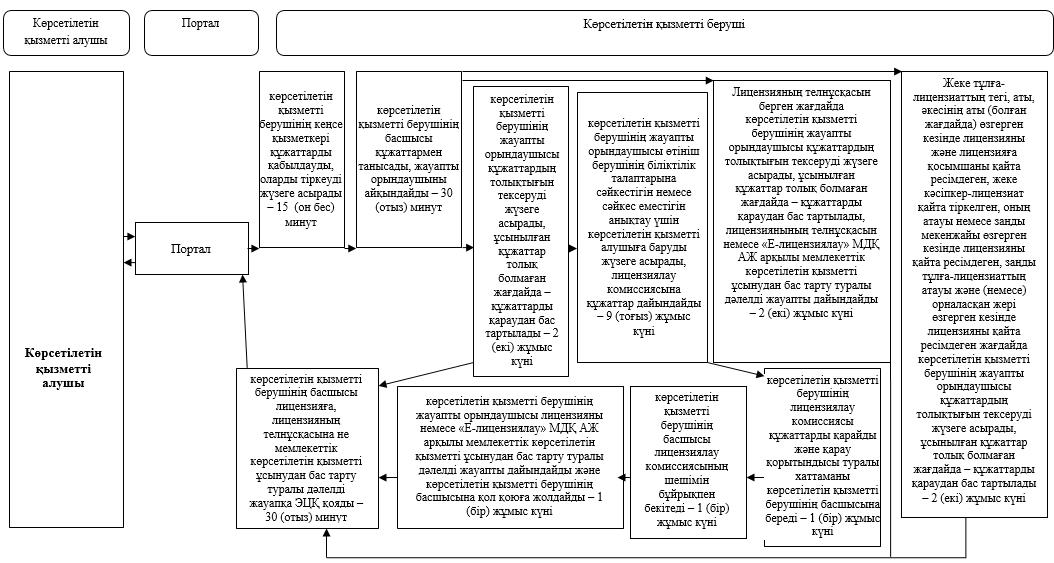 Көрсетілетін
қызметті алушы
Портал
Көрсетілетін қызметті беруші
Көрсетілетін
қызметті
алушы
Портал
көрсетілетін
қызметті
берушінің кеңсе
қызметкері
құжаттарды
қабылдауды,
оларды тіркеуді
жүзеге асырады
– 15 (он бес)
минут
көрсетілетін
қызметті берушінің
басшысы
құжаттармен
танысады, жауапты
орындаушыны
айқындайды – 30
(отыз) минут
көрсетілетін
қызметті
берушінің
жауапты
орындаушысы
құжаттардың
толықтығын
тексеруді
жүзеге
асырады,
ұсынылған
құжаттар
толық
болмаған
жағдайда –
құжаттарды
қараудан бас
тартылады – 2
(екі) жұмыс
күні
көрсетілетін қызметті
берушінің жауапты
орындаушысы өтініш
берушінің біліктілік
талаптарына
сәйкестігін немесе
сәйкес еместігін
анықтау үшін
көрсетілетін қызметті
алушыға баруды
жүзеге асырады,
лицензиялау
комиссиясына
құжаттар дайындайды
– 9 (тоғыз) жұмыс
күні
Лицензияның телнұсқасын
берген жағдайда
көрсетілетін қызметті
берушінің жауапты
орындаушысы құжаттардың
толықтығын тексеруді жүзеге
асырады, ұсынылған
құжаттар толық болмаған
жағдайда – құжаттарды
қараудан бас тартылады,
лицензиянының телнұсқасын
немесе «Е-лицензиялау» МДҚ
АЖ арқылы мемлекеттік
көрсетілетін қызметті
ұсынудан бас тарту туралы
дәлелді жауапты дайындайды
– 2 (екі) жұмыс күні
Жеке тұлға-
лицензиаттың тегі, аты,
әкесінің аты (болған
жағдайда) өзгерген
кезінде лицензияны
және лицензияға
қосымшаны қайта
ресімдеген, жеке
кәсіпкер-лицензиат
қайта тіркелген, оның
атауы немесе заңды
мекенжайы өзгерген
кезінде лицензияны
қайта ресімдеген, заңды
тұлға-лицензиаттың
атауы және (немесе)
орналасқан жері
өзгерген кезінде
лицензияны қайта
ресімдеген жағдайда
көрсетілетін қызметті
берушінің жауапты
орындаушысы
құжаттардың
толықтығын тексеруді
жүзеге асырады,
ұсынылған құжаттар
толық болмаған
жағдайда – құжаттарды
қараудан бас тартылады
– 2 (екі) жұмыс күні
көрсетілетін қызметті
берушінің басшысы
лицензияға,
лицензияның
телнұсқасына не
мемлекеттік
көрсетілетін қызметті
ұсынудан бас тарту
туралы дәлелді
жауапқа ЭЦҚ қояды –
30 (отыз) минут
көрсетілетін қызметті берушінің
жауапты орындаушысы лицензияны
немесе «Е-лицензиялау» МДҚ АЖ
арқылы мемлекеттік көрсетілетін
қызметті ұсынудан бас тарту туралы
дәлелді жауапты дайындайды және
көрсетілетін қызметті берушінің
басшысына қол қоюға жолдайды – 1
(бір) жұмыс күні
көрсетілетін
қызметті
берушінің
басшысы
лицензиялау
комиссиясының
шешімін
бұйрықпен
бекітеді – 1 (бір)
жұмыс күні
көрсетілетін қызметті
берушінің
лицензиялау
комиссиясы
құжаттарды қарайды
және қарау
қорытындысы туралы
хаттаманы
көрсетілетін қызметті
берушінің басшысына
береді – 1 (бір) жұмыс
күні